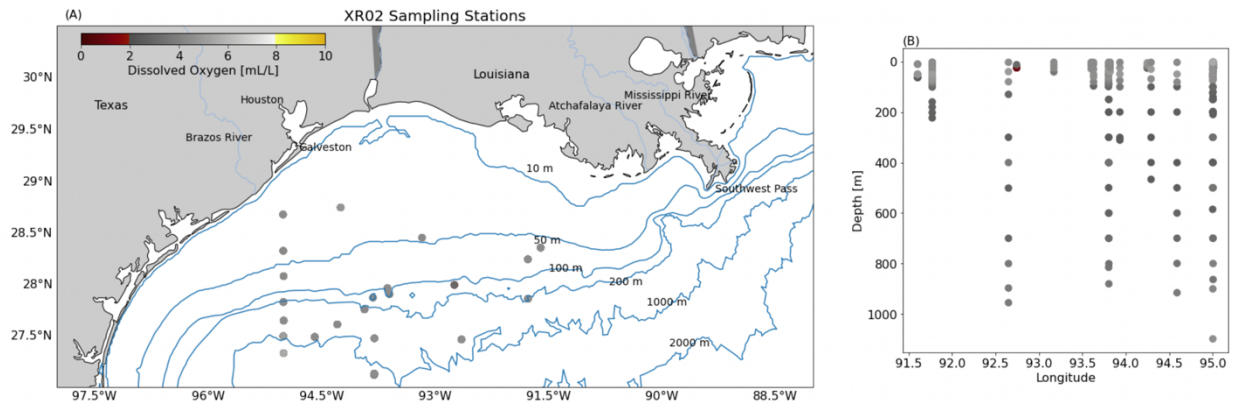 XR02 Sampling Stations
(A)
0 2 4 6 8 10
Dissolved Oxygen [mL/L]
30°N
29.5°N
29°N
28.5°N
28°N
27.5°N
Texas
Houston
Louisiana
Mississippi River
Atchafalaya River
Brazos River
Galveston
10 m
Southwest Pass
50 m
100 m
200 m
1000 m
2000 m
97.5°W 96°W 94.5°W 93°W 91.5°W 90°W 88.5°W
(B)
0
200
400
600
800
1000
Depth [m]
91.5 92.0 92.5 93.0 93.5 94.0 94.5 95.0
Longitude